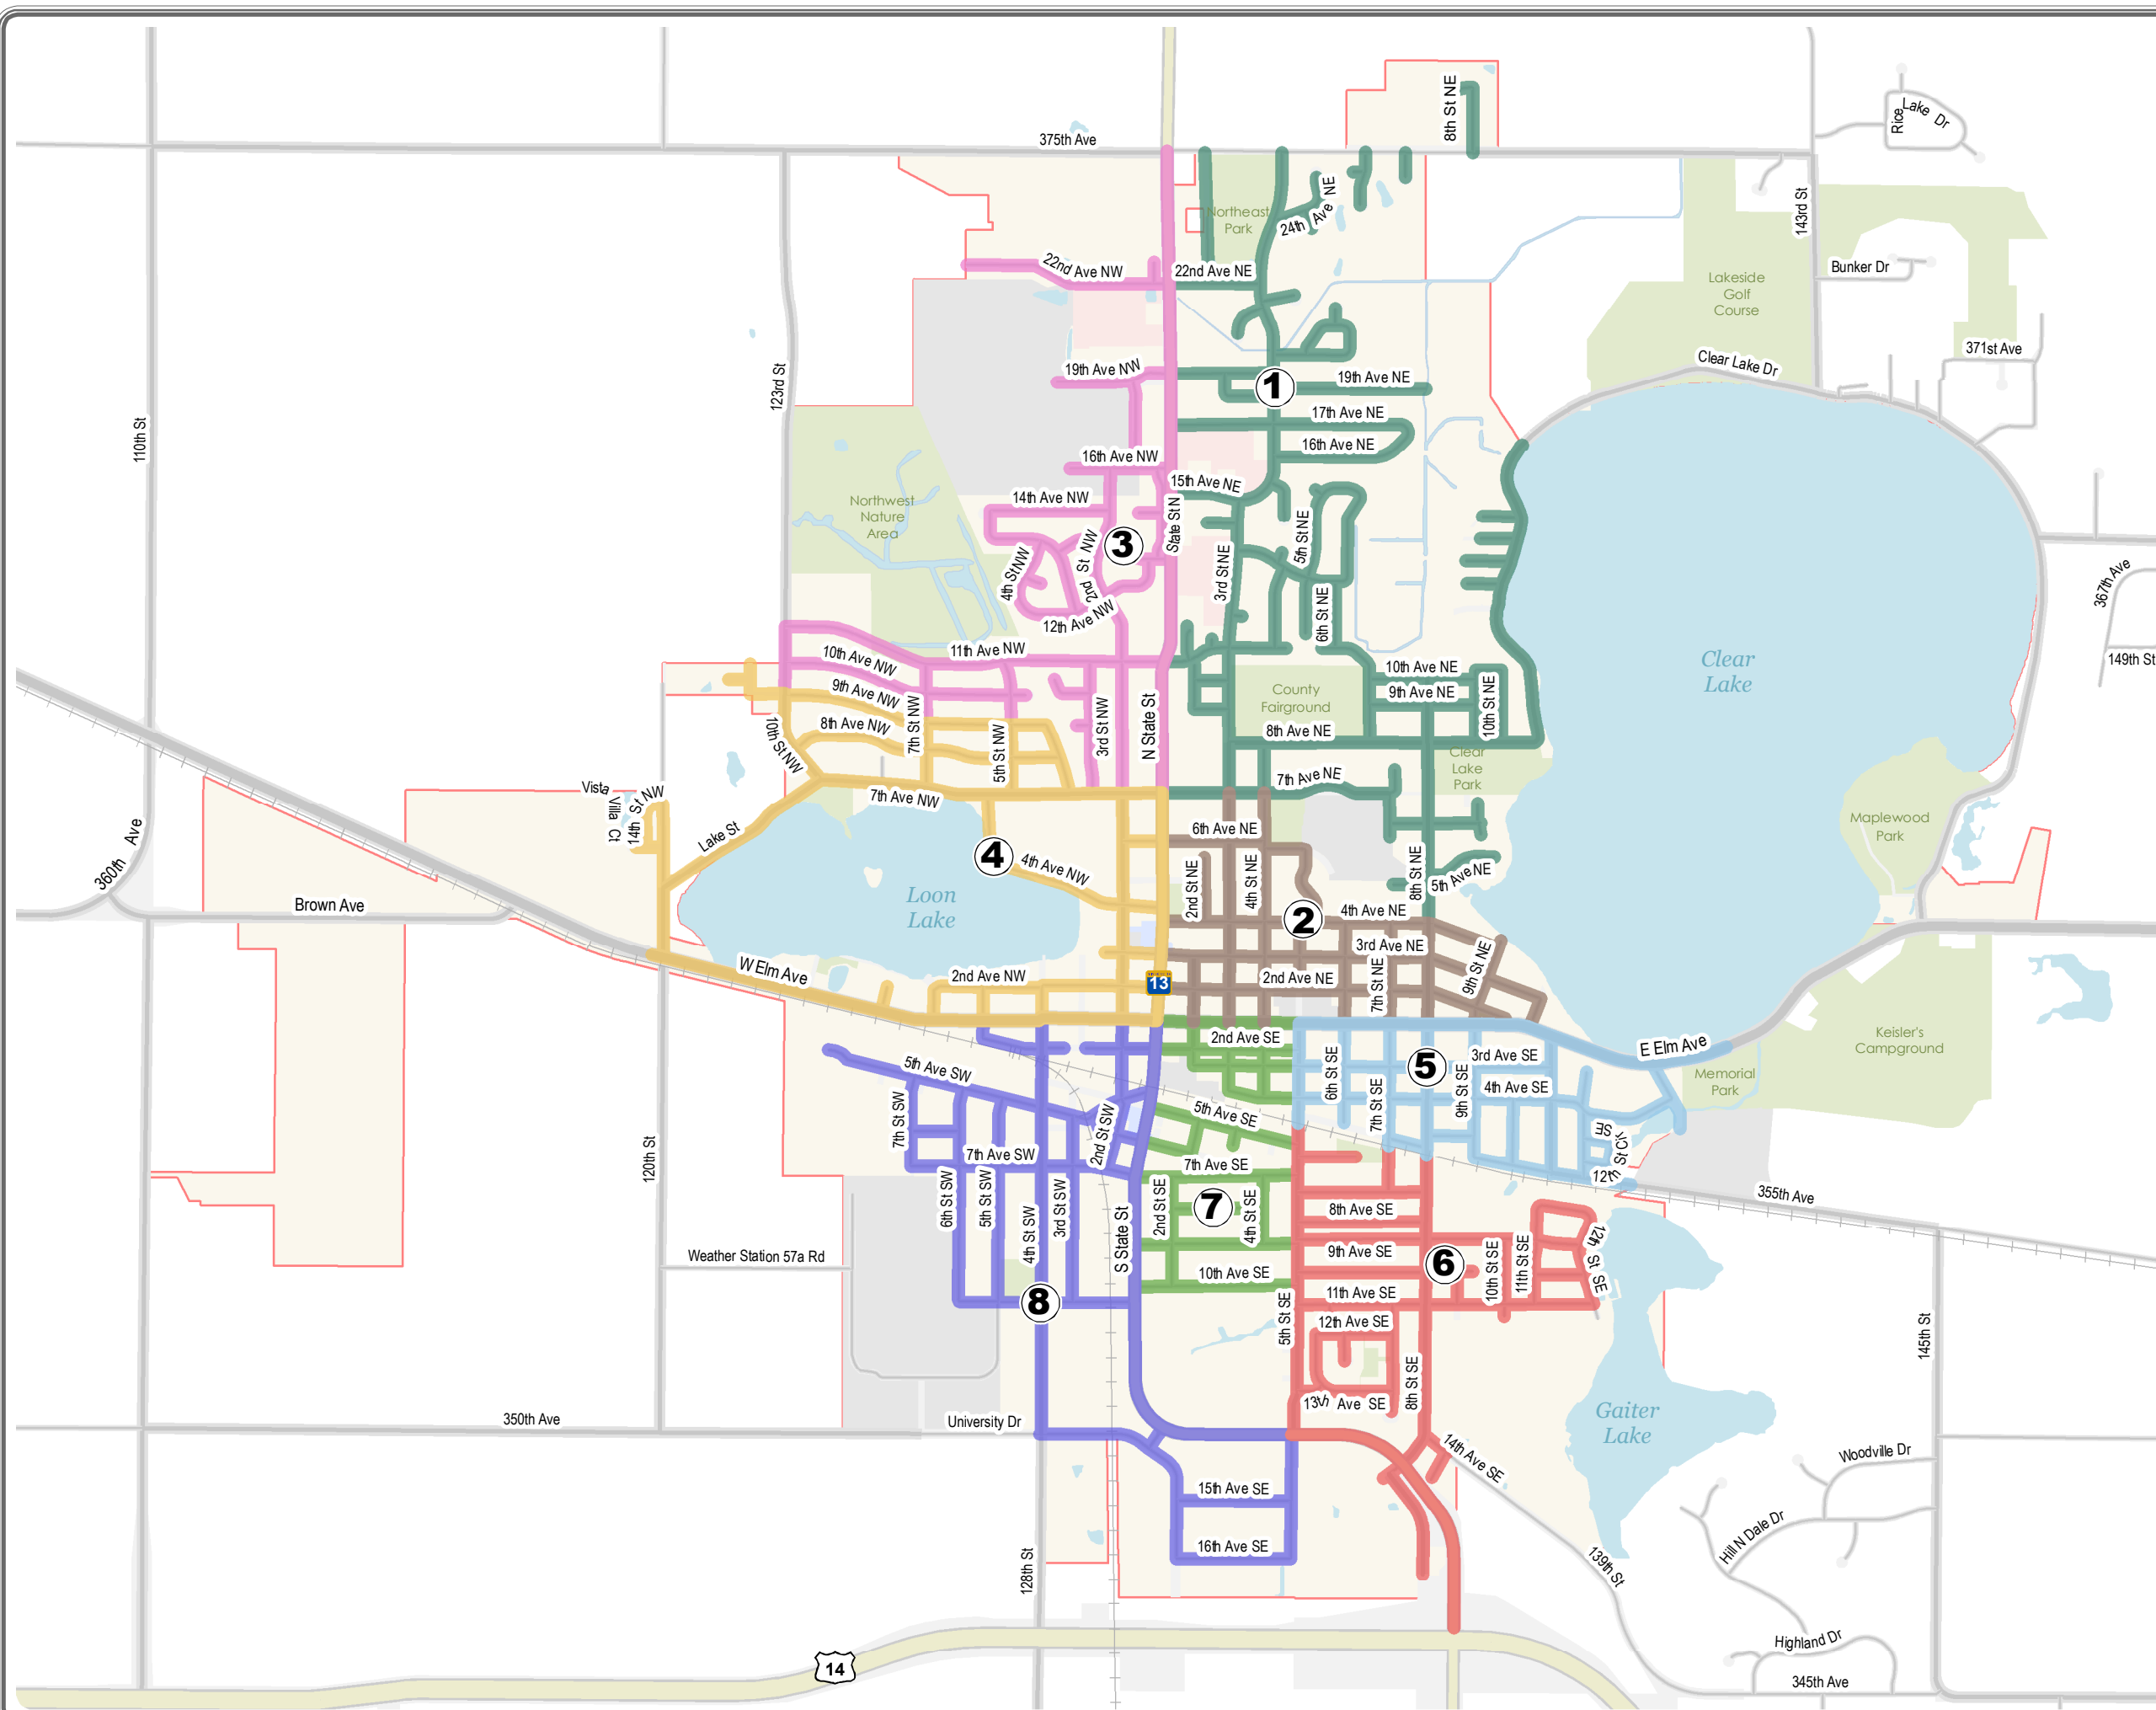 375th Ave
8th St NE
Rice
Lake Dr
143rd St
Northeast
Park
24th Ave NE
22nd Ave NW
22nd Ave NE
Bunker Dr
Lakeside
Golf
Course
371st Ave
Clear Lake Dr
123rd St
110th St
19th Ave NW
1
19th Ave NE
17th Ave NE
16th Ave NE
16th Ave NW
15th Ave NE
14th Ave NW
Northwest
Nature
Area
State St N
3
2nd St NW
4th St NW
12th Ave NW
3rd St NE
5th St NE
6th St NE
367th Ave
149th St
11th Ave NW
10th Ave NW
9th Ave NW
8th Ave NW
10th St NW
7th St NW
5th St NW
3rd St NW
N State St
County
Fairground
10th Ave NE
9th Ave NE
10th St NE
Clear
Lake
8th Ave NE
Clear
Lake
Park
7th Ave NE
7th Ave NW
Vista
Villa Ct
14th St NW
Lake St
360th Ave
Brown Ave
4
4th Ave NW
Loon
Lake
6th Ave NE
2nd St NE
4th St NE
8th St NE
5th Ave NE
2
4th Ave NE
3rd Ave NE
2nd Ave NE
7th St NE
9th St NE
Maplewood
Park
W Elm Ave
2nd Ave NW
13
2nd Ave SE
E Elm Ave
Keisler's
Campground
Memorial
Park
5
3rd Ave SE
4th Ave SE
6th St SE
7th St SE
9th St SE
5th Ave SW
7th St SW
2nd St SW
5th Ave SE
12th St Cir SE
120th St
7th Ave SW
7th Ave SE
355th Ave
6th St SW
5th St SW
4th St SW
3rd St SW
S State St
2nd St SE
7
4th St SE
8th Ave SE
9th Ave SE
6
10th St SE
11th St SE
12th St SE
Weather Station 57a Rd
8
10th Ave SE
11th Ave SE
12th Ave SE
5th St SE
13th Ave SE
8th St SE
145th St
Gaiter
Lake
350th Ave
University Dr
14th Ave SE
Woodville Dr
15th Ave SE
16th Ave SE
Hill N Dale Dr
128th St
139th St
Highland Dr
14
345th Ave